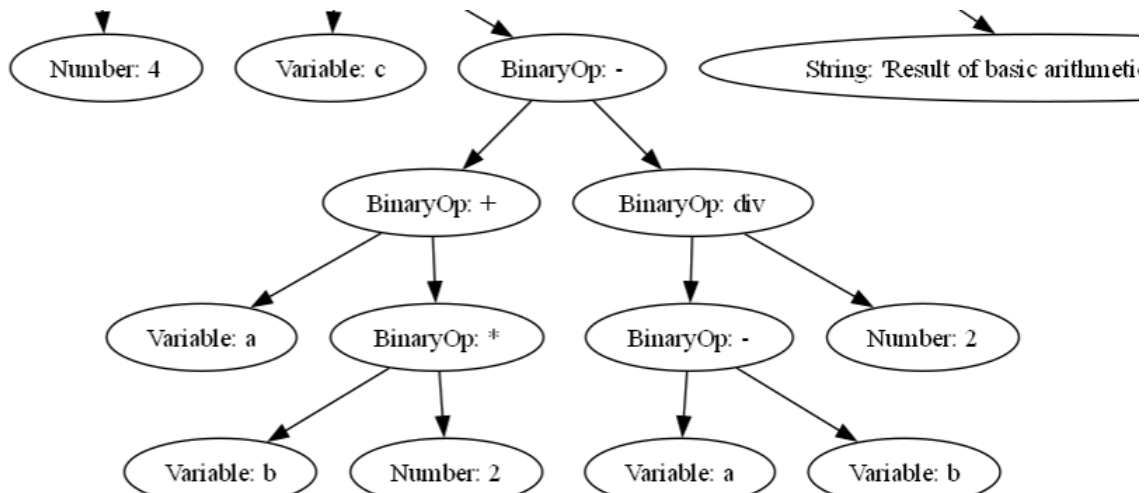 Number: 4
Variable: c
BinaryOp: -
String: 'Result of basic arithmetic
BinaryOp: +
BinaryOp: div
Variable: a
BinaryOp: *
BinaryOp: -
Number: 2
Variable: b
Number: 2
Variable: a
Variable: b